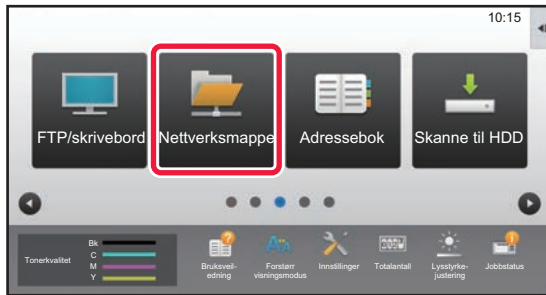 10:15
FTP/skrivebord
Nettverksmappe
Adressebok
Skanne til HDD
Tonerkvalitet
Bk
C
M
Y
Bruksveil-
edning
Forstørr
visningsmodus
Innstillinger
Totalantall
Lysstyrke-
justering
Jobbstatus